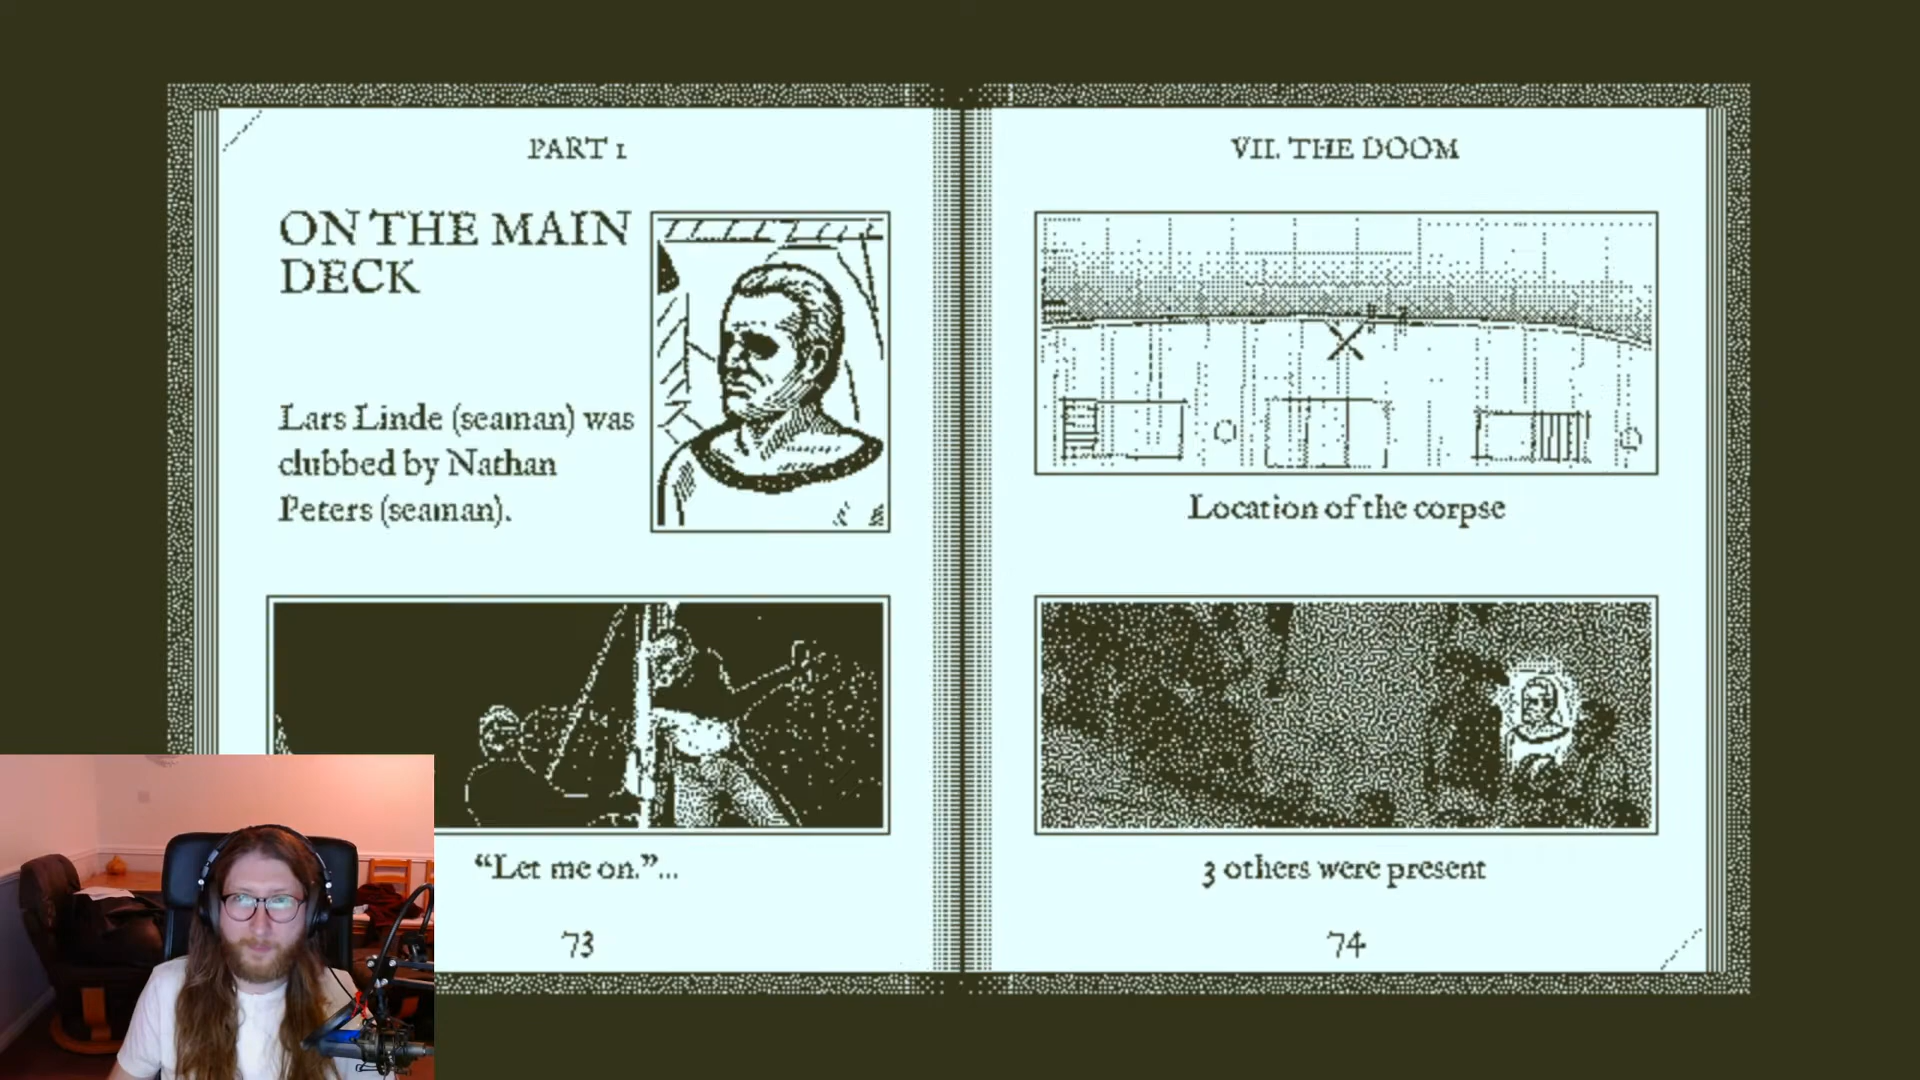 PART 1
ON THE MAIN
DECK
Lars Linde (seaman) was
clubbed by Nathan
Peters (seaman).
“Let me on.”...
73
VII. THE DOOM
Location of the corpse
3 others were present
74